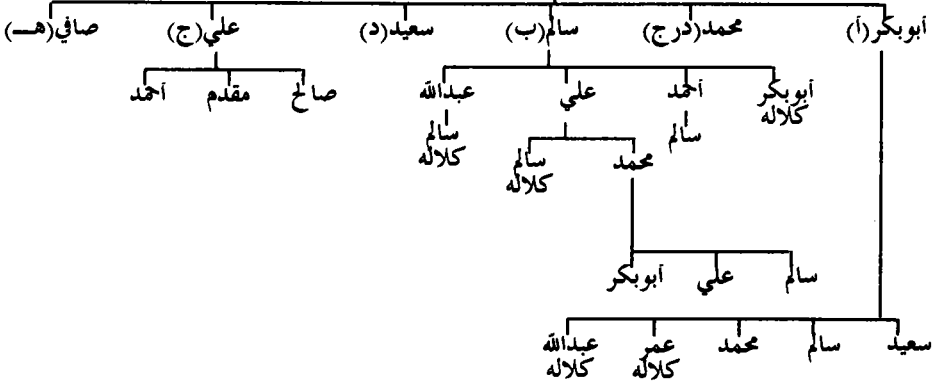 أبوبكر(أ) محمد(درج) سالم(ب) سعيد(د) علي(ج) صافي(هـ)
أبوبكر أحمد علي عبدالله صالح مقدم أحمد
كلاله
سالم سالم
كلاله
محمد سالم
كلاله
سالم علي أبوبكر
سعيد سالم محمد عمر عبدالله
كلاله كلاله